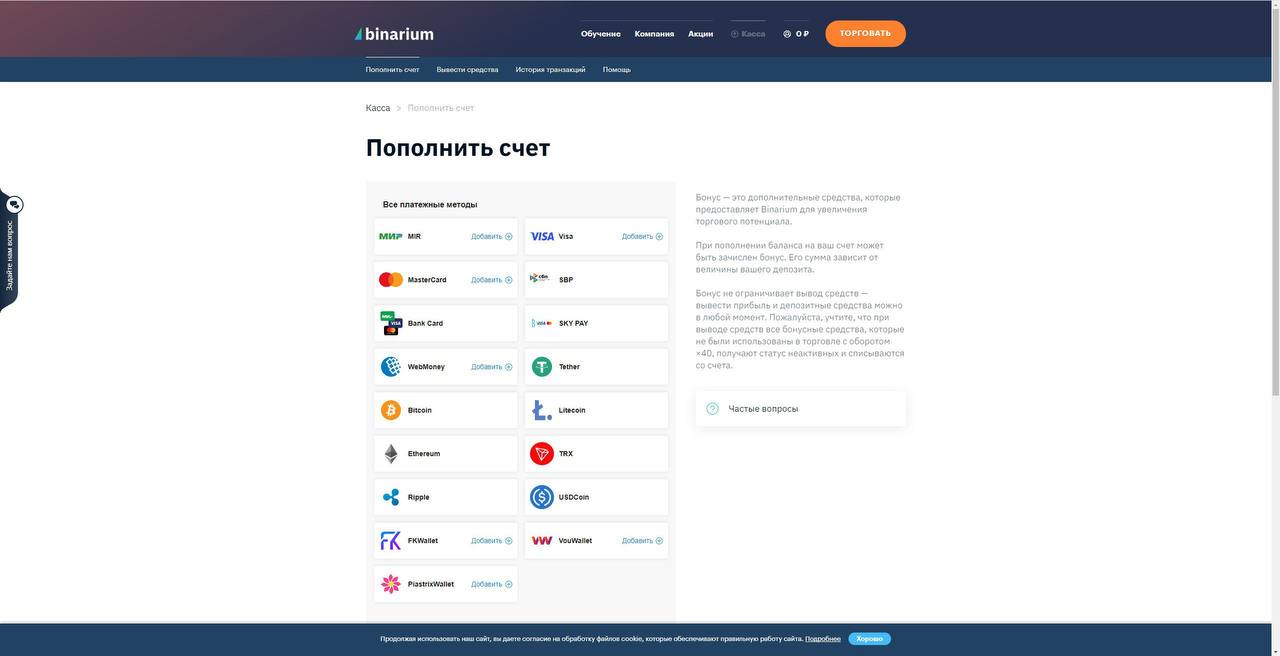 binarium
Обучение Компания Акции Касса 0 ₽ ТОРГОВАТЬ
Пополнить счет Вывести средства История транзакций Помощь
Касса > Пополнить счет
Пополнить счет
Задайте нам вопрос
Все платежные методы
МИР MIR Добавить
VISA Visa Добавить
MasterCard Добавить
сбп SBP
МИР VISA Bank Card
VISA SKY PAY
WebMoney Добавить
Tether
Bitcoin
Litecoin
Ethereum
TRX
Ripple
USDCoin
FK FKWallet Добавить
VouWallet Добавить
PiastrixWallet Добавить
Бонус — это дополнительные средства, которые
предоставляет Binarium для увеличения
торгового потенциала.
При пополнении баланса на ваш счет может
быть зачислен бонус. Его сумма зависит от
величины вашего депозита.
Бонус не ограничивает вывод средств —
вывести прибыль и депозитные средства можно
в любой момент. Пожалуйста, учтите, что при
выводе средств все бонусные средства, которые
не были использованы в торговле с оборотом
×40, получают статус неактивных и списываются
со счета.
Частые вопросы
Продолжая использовать наш сайт, вы даете согласие на обработку файлов cookie, которые обеспечивают правильную работу сайта. Подробнее Хорошо